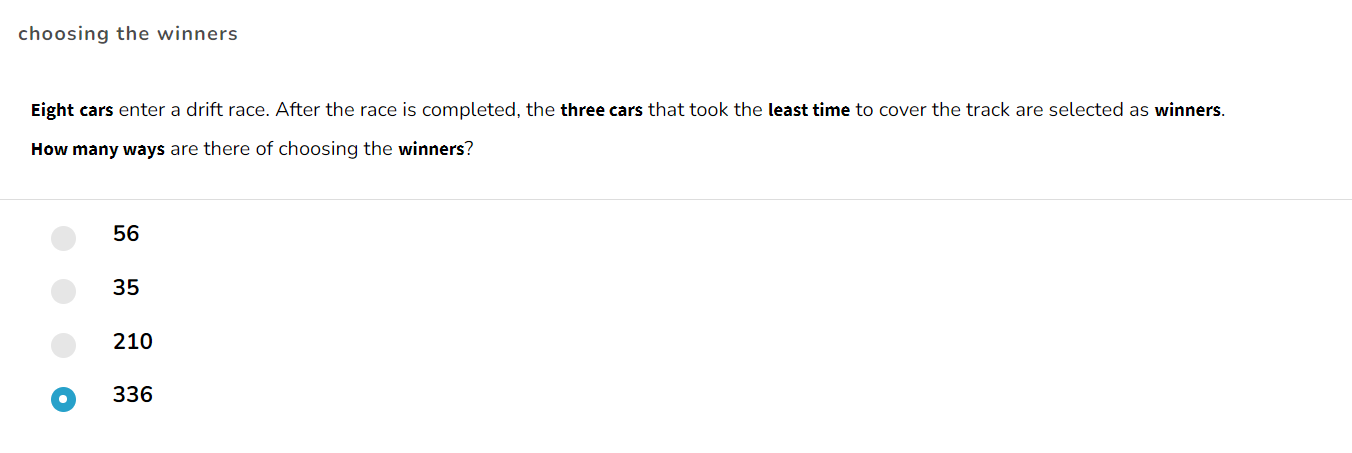 choosing the winners
Eight cars enter a drift race. After the race is completed, the three cars that took the least time to cover the track are selected as winners.
How many ways are there of choosing the winners?
56
35
210
336